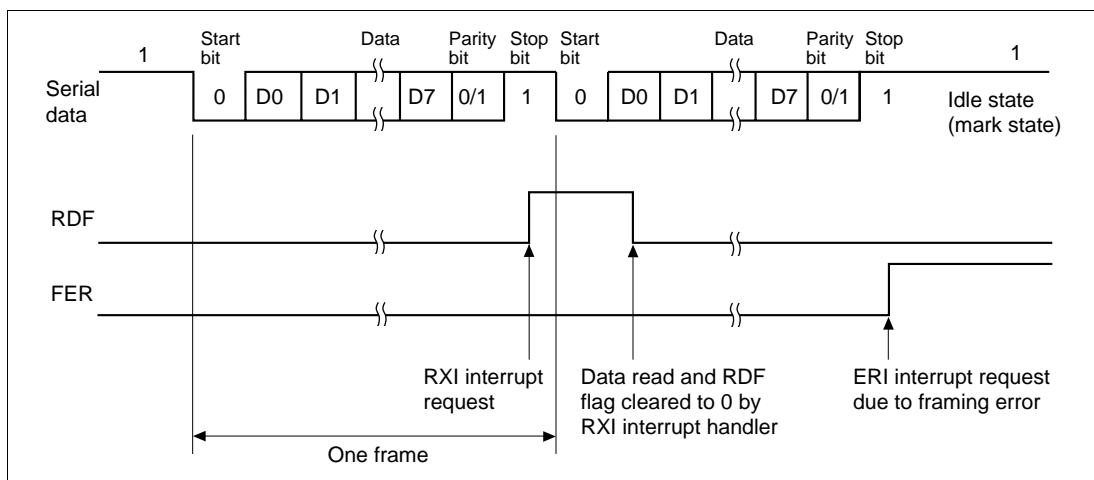 Start bit
Data
Parity bit
Stop bit
Start bit
Data
Parity bit
Stop bit
1
1
Serial data
0
D0
D1
D7
0/1
1
0
D0
D1
D7
0/1
1
Idle state
(mark state)
RDF
FER
RXI interrupt
request
Data read and RDF
flag cleared to 0 by
RXI interrupt handler
ERI interrupt request
due to framing error
One frame